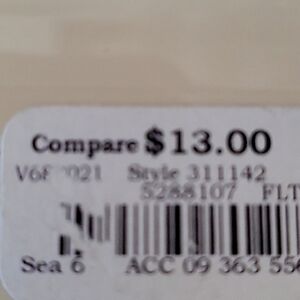 Compare $13.00
Style 311142
5288107 FLT
Sea 6 ACC 09 363